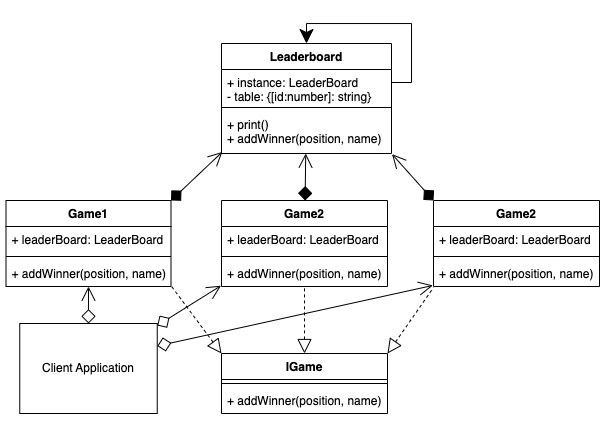 Leaderboard
+ instance: LeaderBoard
- table: {[id:number]: string}
+ print()
+ addWinner(position, name)
Game1
+ leaderBoard: LeaderBoard
+ addWinner(position, name)
Game2
+ leaderBoard: LeaderBoard
+ addWinner(position, name)
Game2
+ leaderBoard: LeaderBoard
+ addWinner(position, name)
Client Application
IGame
+ addWinner(position, name)